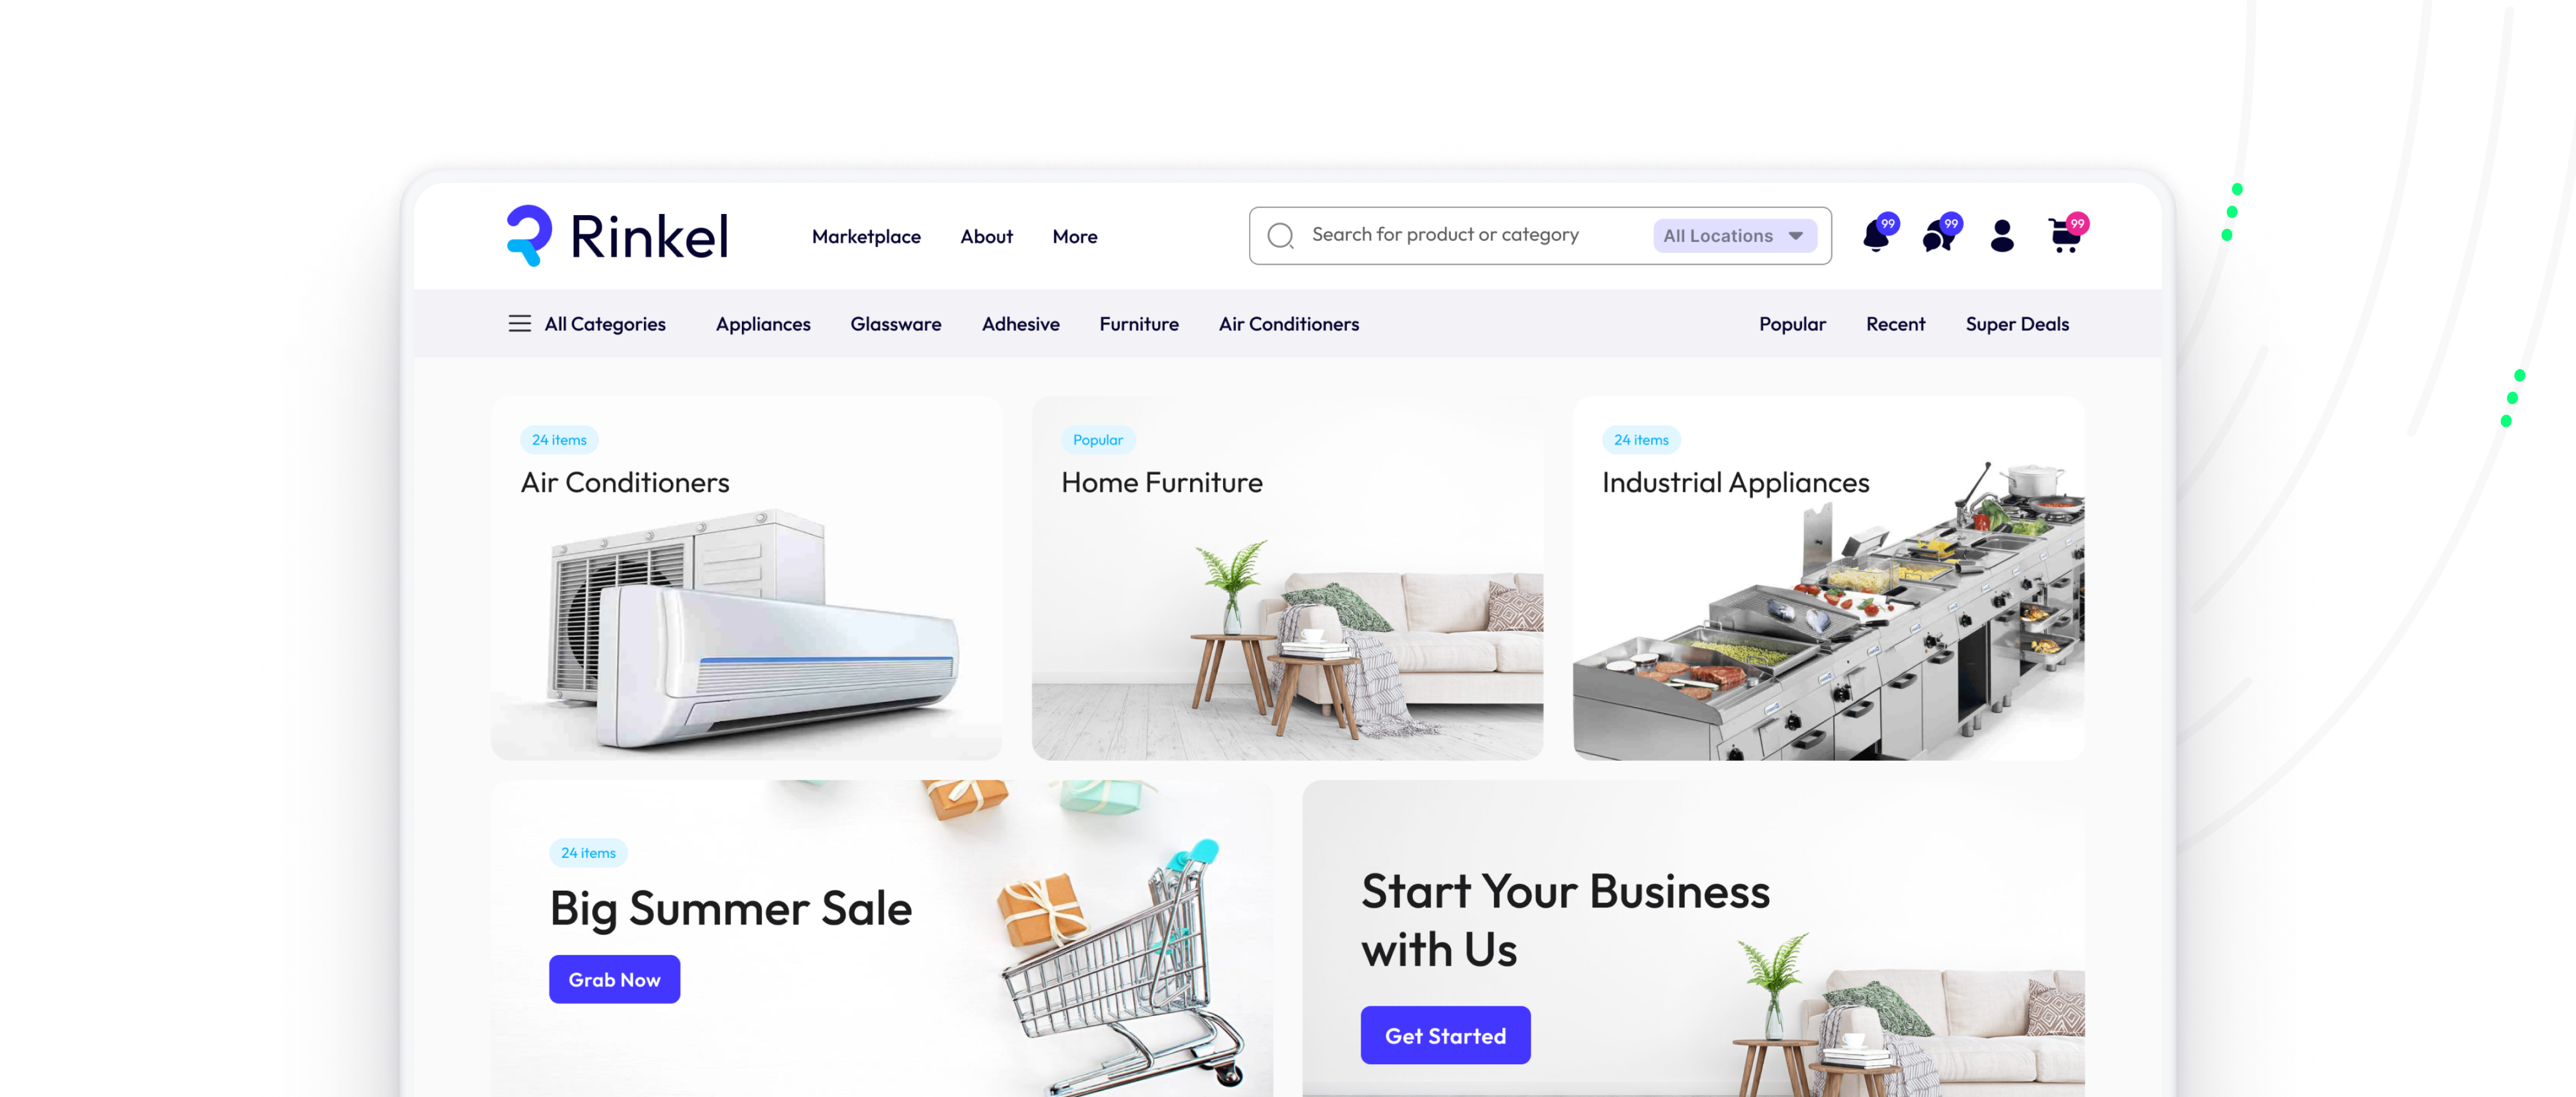 Rinkel
Marketplace About More
Search for product or category All Locations
99 99 99
All Categories Appliances Glassware Adhesive Furniture Air Conditioners
Popular Recent Super Deals
24 items
Air Conditioners
Popular
Home Furniture
24 items
Industrial Appliances
24 items
Big Summer Sale
Grab Now
Start Your Business
with Us
Get Started